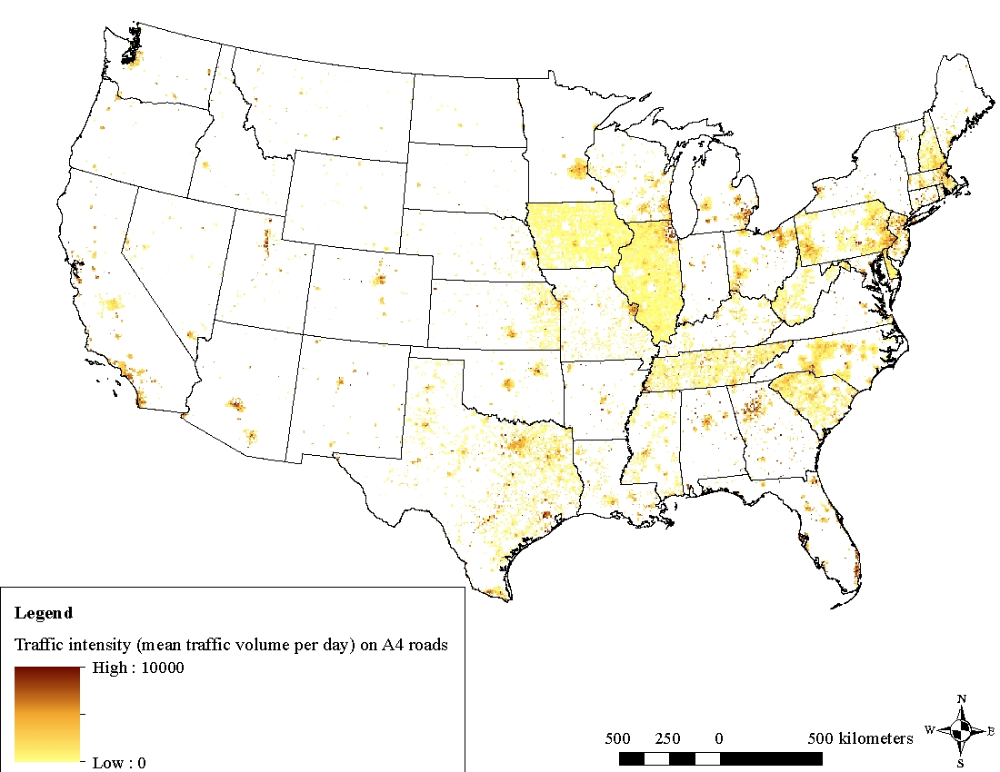 Legend
Traffic intensity (mean traffic volume per day) on A4 roads
High : 10000
Low : 0
500 250 0 500 kilometers
N
W E
S